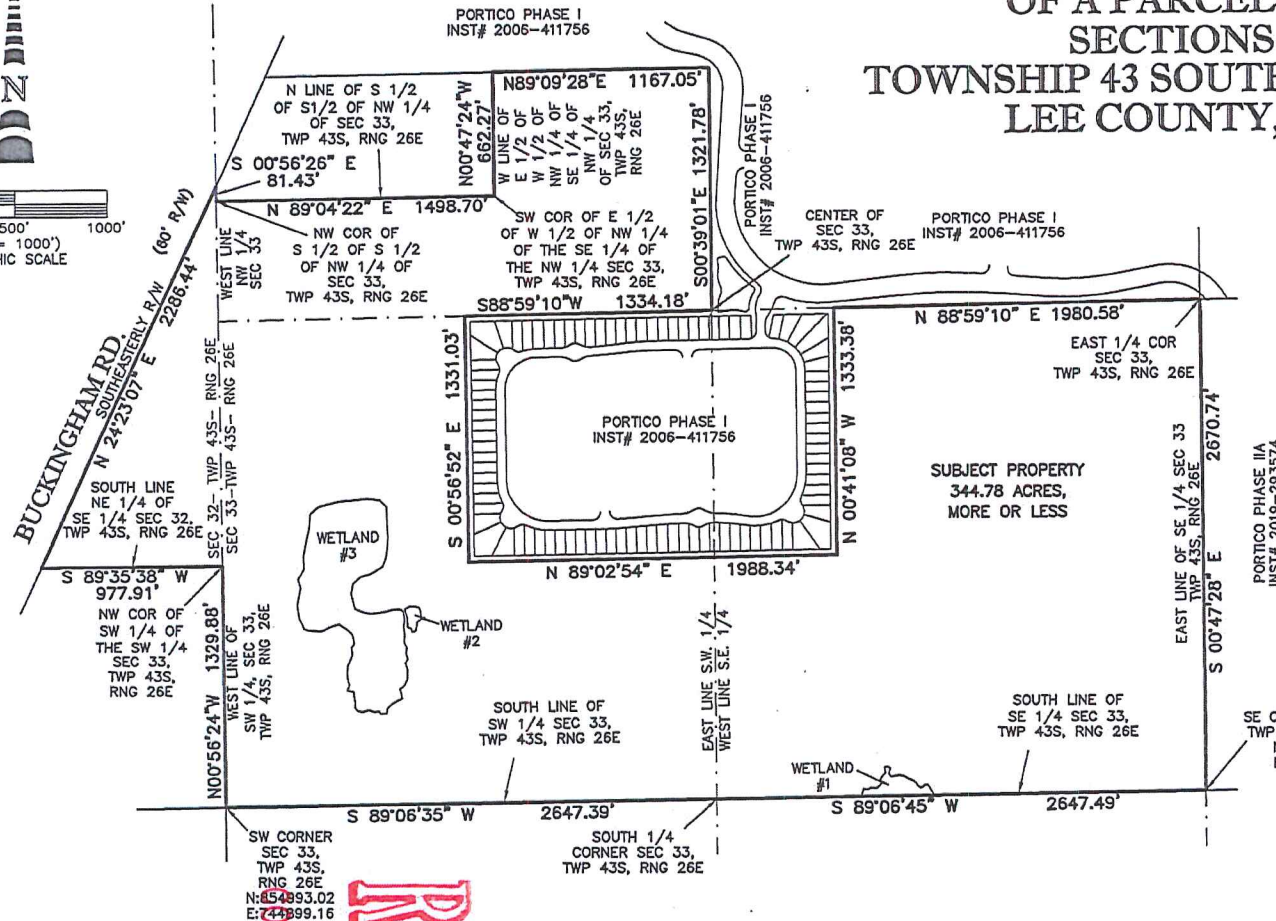 OF A PARCEL
SECTIONS
TOWNSHIP 43 SOUTH
LEE COUNTY,
N
500' 1000'
= 1000')
HIC SCALE
PORTICO PHASE I
INST# 2006-411756
N LINE OF S 1/2
OF S1/2 OF NW 1/4
OF SEC 33,
TWP 43S, RNG 26E
S 00°56'26" E
81.43'
N 89°04'22" E 1498.70'
N00°47'24"W
662.27'
N89°09'28"E 1167.05'
W LINE OF
E 1/2 OF
W 1/2 OF
NW 1/4 OF
SE 1/4 OF
NW 1/4
OF SEC 33,
TWP 43S,
RNG 26E
S00°39'01"E 1321.78'
PORTICO PHASE I
INST# 2006-411756
CENTER OF
SEC 33,
TWP 43S, RNG 26E
PORTICO PHASE I
INST# 2006-411756
NW COR OF
S 1/2 OF S 1/2
OF NW 1/4 OF
SEC 33,
TWP 43S, RNG 26E
SW COR OF E 1/2
OF W 1/2 OF NW 1/4
OF THE SE 1/4 OF
THE NW 1/4 SEC 33,
TWP 43S, RNG 26E
WEST LINE
NW 1/4
SEC 33
BUCKINGHAM RD.
(60' R/W)
SOUTHEASTERLY R/W
N 24°23'07" E 2286.44'
S88°59'10"W 1334.18'
N 88°59'10" E 1980.58'
EAST 1/4 COR
SEC 33,
TWP 43S, RNG 26E
S 00°56'52" E 1331.03'
PORTICO PHASE I
INST# 2006-411756
N 00°41'08" W 1333.38'
N 89°02'54" E 1988.34'
SUBJECT PROPERTY
344.78 ACRES,
MORE OR LESS
EAST LINE OF SE 1/4 SEC 33
TWP 43S, RNG 26E
S 00°47'28" E 2670.74'
PORTICO PHASE IIA
INST# 2019-293574
SEC 32-TWP 43S- RNG 26E
SEC 33-TWP 43S- RNG 26E
SOUTH LINE
NE 1/4 OF
SE 1/4 SEC 32,
TWP 43S, RNG 26E
S 89°35'38" W
977.91'
NW COR OF
SW 1/4 OF
THE SW 1/4
SEC 33,
TWP 43S,
RNG 26E
N00°56'24"W 1329.88'
WEST LINE OF
SW 1/4, SEC 33,
TWP 43S, RNG 26E
WETLAND
#3
WETLAND
#2
SOUTH LINE OF
SW 1/4 SEC 33,
TWP 43S, RNG 26E
EAST LINE S.W. 1/4
WEST LINE S.E. 1/4
WETLAND
#1
SOUTH LINE OF
SE 1/4 SEC 33,
TWP 43S, RNG 26E
SE
TWP
S 89°06'35" W 2647.39'
S 89°06'45" W 2647.49'
SW CORNER
SEC 33,
TWP 43S,
RNG 26E
N:854993.02
E:744899.16
SOUTH 1/4
CORNER SEC 33,
TWP 43S, RNG 26E
R